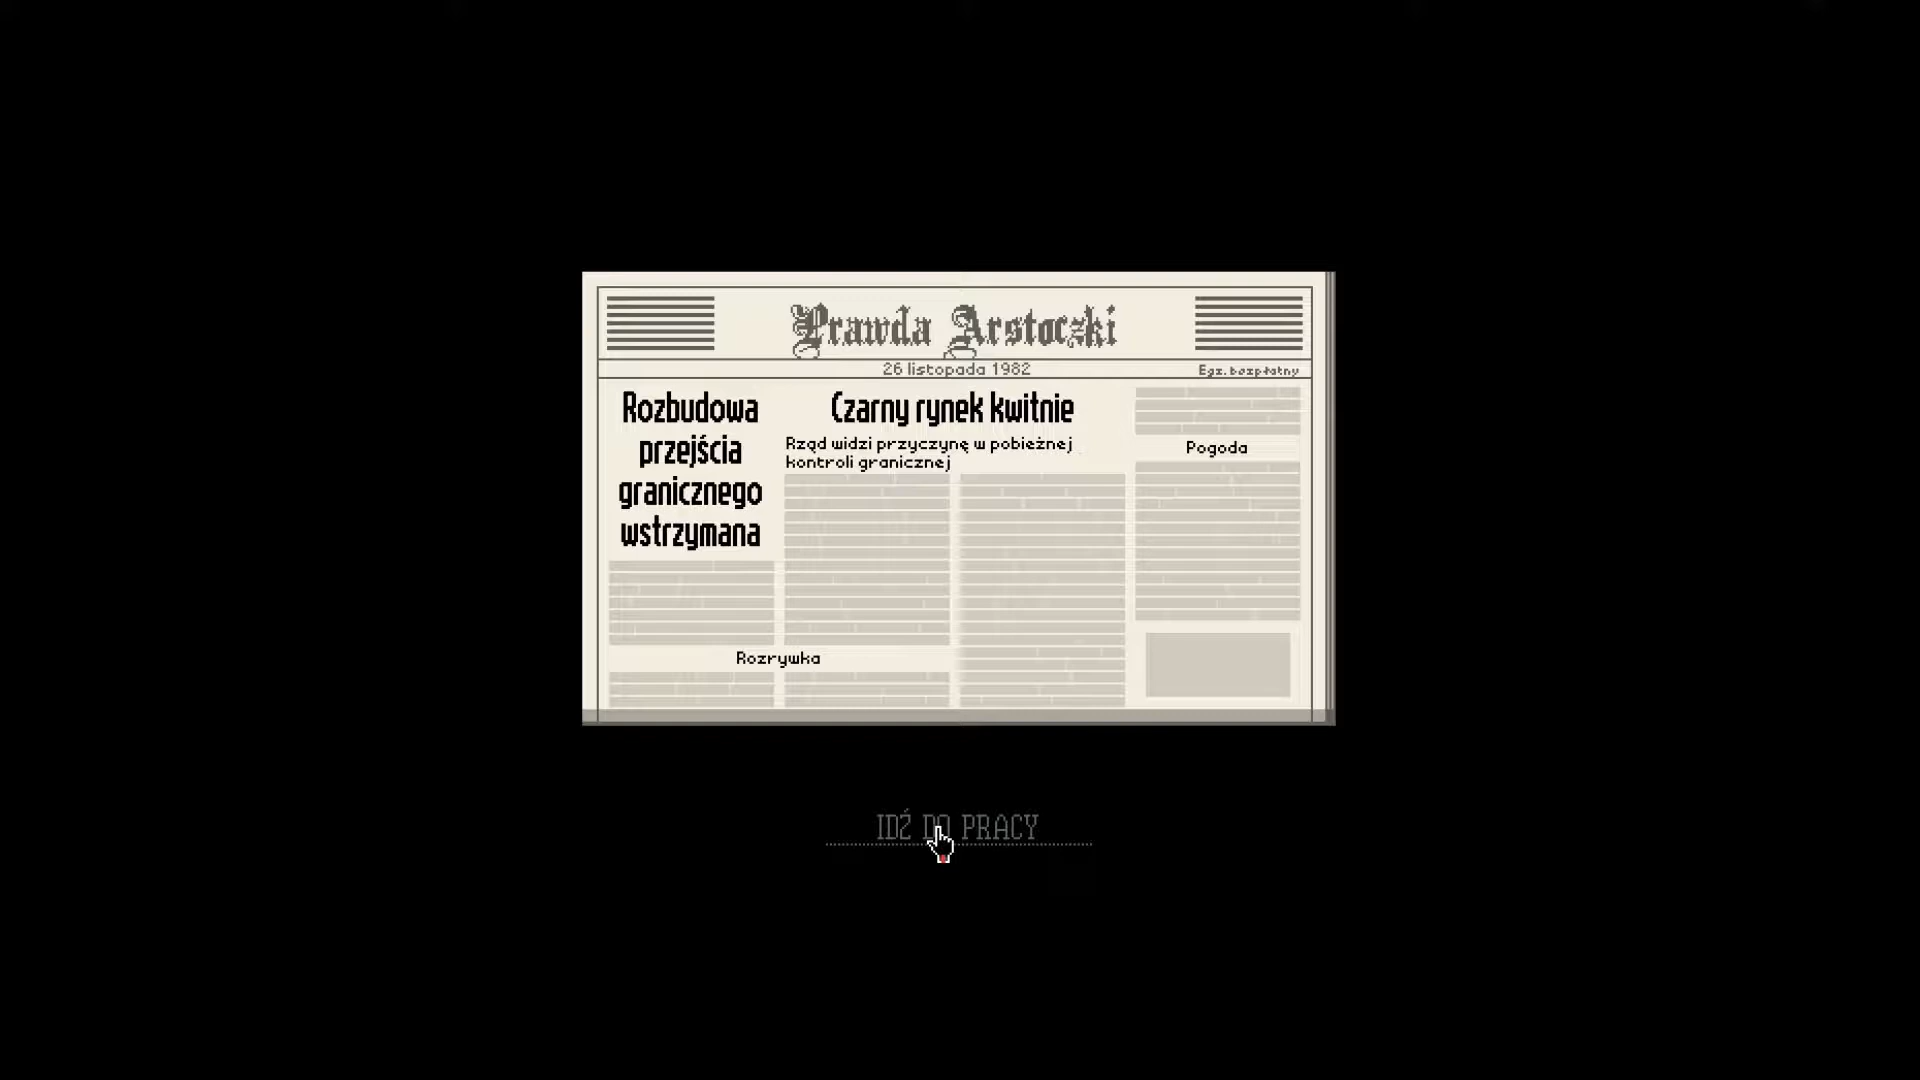 Prawda Arstoczki
26 listopada 1982
Egz. bezpłatny
Rozbudowa
przejścia
granicznego
wstrzymana
Czarny rynek kwitnie
Rząd widzi przyczynę w pobieżnej
kontroli granicznej
Pogoda
Rozrywka
IDŹ DO PRACY